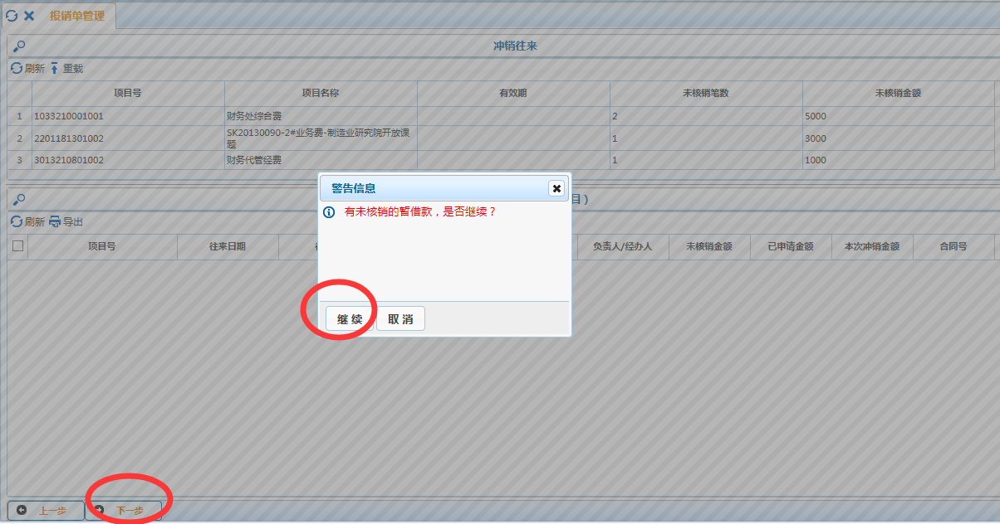 报销单管理
冲销往来
刷新 重载
项目号 项目名称 有效期 未核销笔数 未核销金额
1 1033210001001 财务处综合费 2 5000
2 2201181301002 SK20130090-2#业务费-制造业研究院开放课题 1 3000
3 3013210801002 财务代管经费 1 1000
警告信息
目）
有未核销的暂借款，是否继续？
刷新 导出
项目号 往来日期 负责人/经办人 未核销金额 已申请金额 本次冲销金额 合同号
继 续 取 消
上一步 下一步